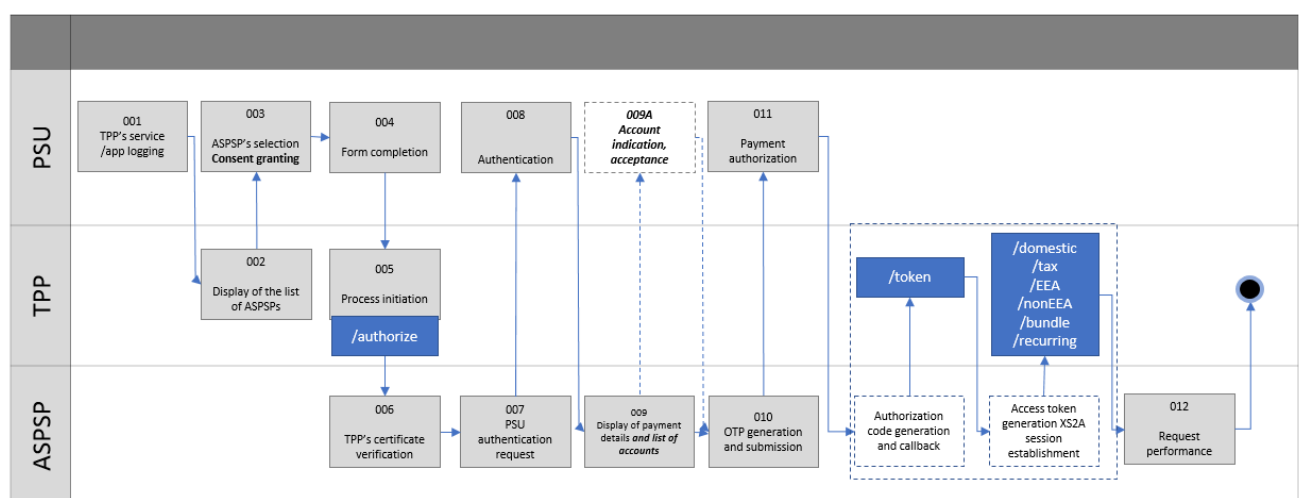 PSU
001
TPP's service
/app logging
003
ASPSP's selection
Consent granting
004
Form completion
008
Authentication
009A
Account
indication,
acceptance
011
Payment
authorization
TPP
002
Display of the list
of ASPSPs
005
Process initiation
/authorize
/token
/domestic
/tax
/EEA
/nonEEA
/bundle
/recurring
ASPSP
006
TPP's certificate
verification
007
PSU
authentication
request
009
Display of payment
details and list of
accounts
010
OTP generation
and submission
Authorization
code generation
and callback
Access token
generation XS2A
session
establishment
012
Request
performance